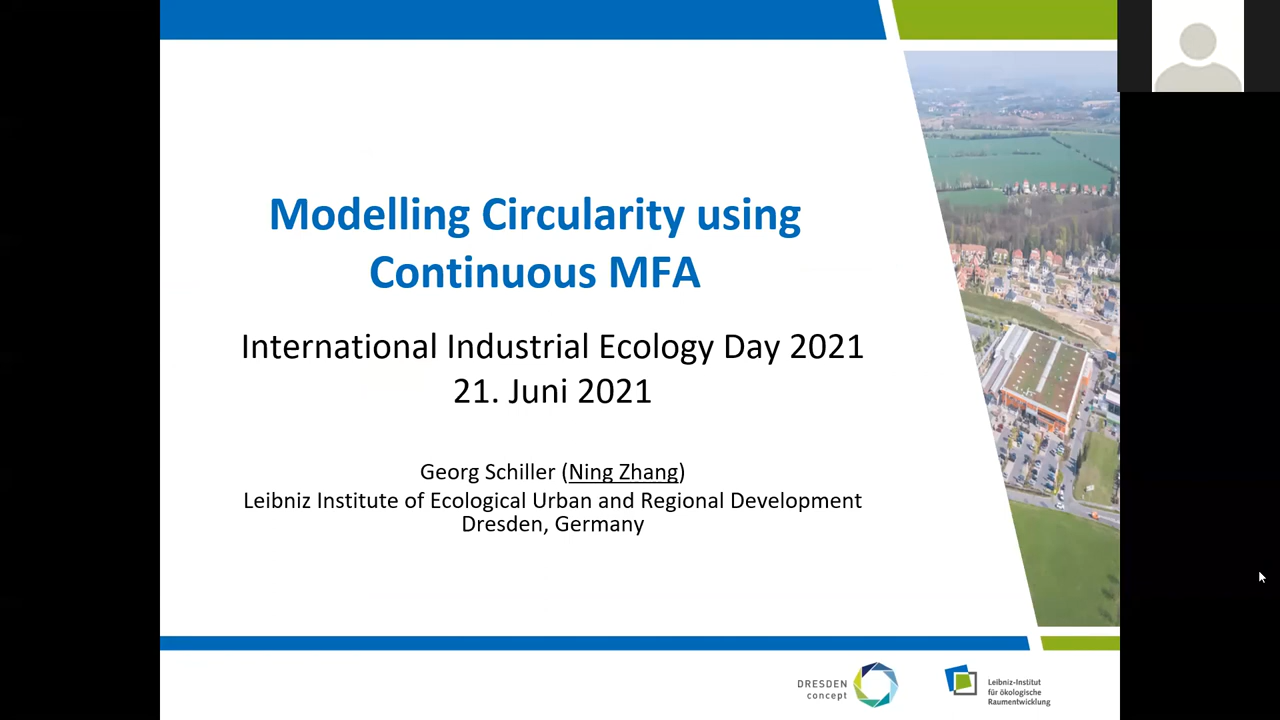 Modelling Circularity using
Continuous MFA
International Industrial Ecology Day 2021
21. Juni 2021
Georg Schiller (Ning Zhang)
Leibniz Institute of Ecological Urban and Regional Development
Dresden, Germany
DRESDEN
concept
Leibniz-Institut
für ökologische
Raumentwicklung